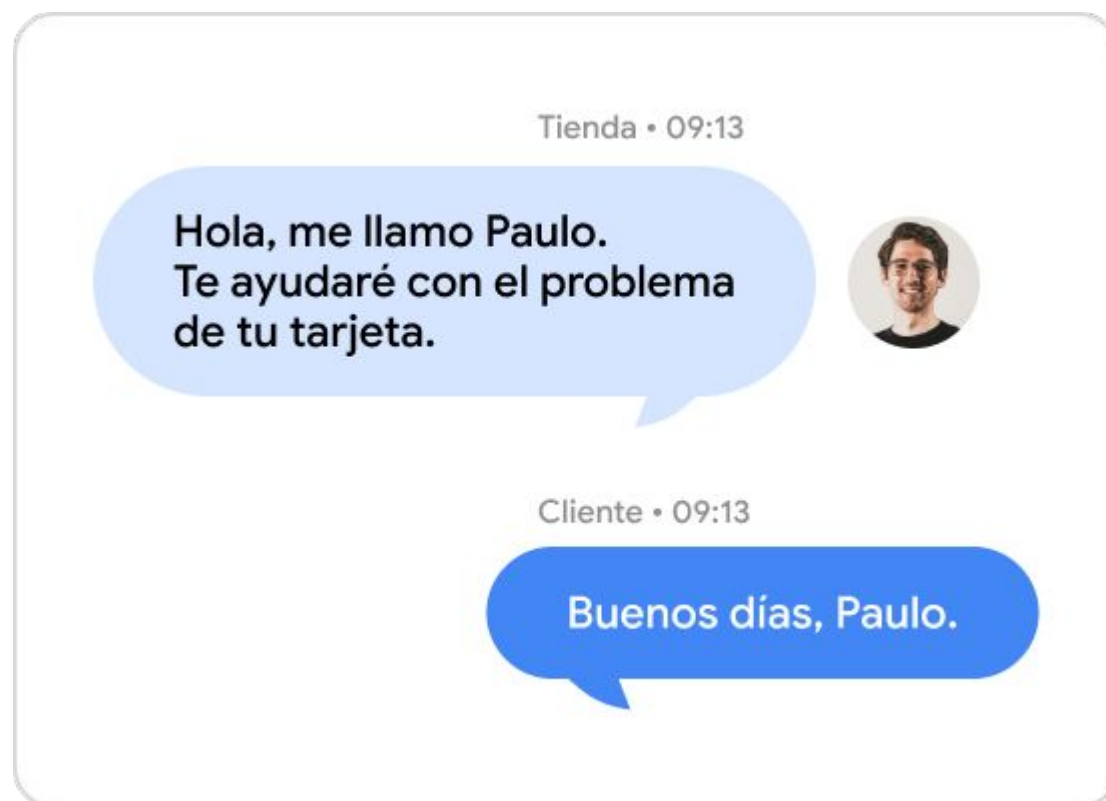 Tienda • 09:13
Hola, me llamo Paulo.
Te ayudaré con el problema
de tu tarjeta.
Cliente • 09:13
Buenos días, Paulo.